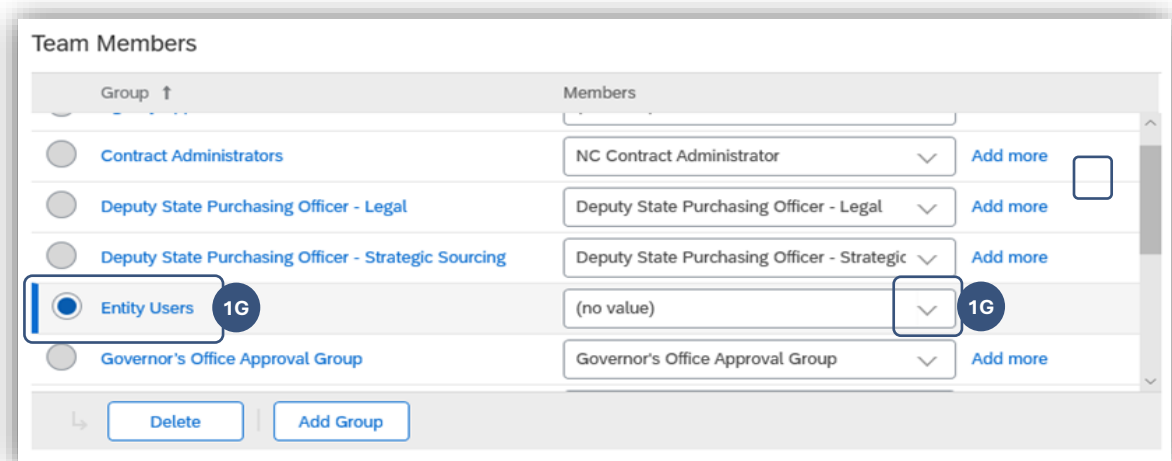 Team Members
Group ↑ Members
Contract Administrators NC Contract Administrator Add more
Deputy State Purchasing Officer - Legal Deputy State Purchasing Officer - Legal Add more
Deputy State Purchasing Officer - Strategic Sourcing Deputy State Purchasing Officer - Strategic Add more
Entity Users 1G (no value) 1G
Governor's Office Approval Group Governor's Office Approval Group Add more
Delete Add Group